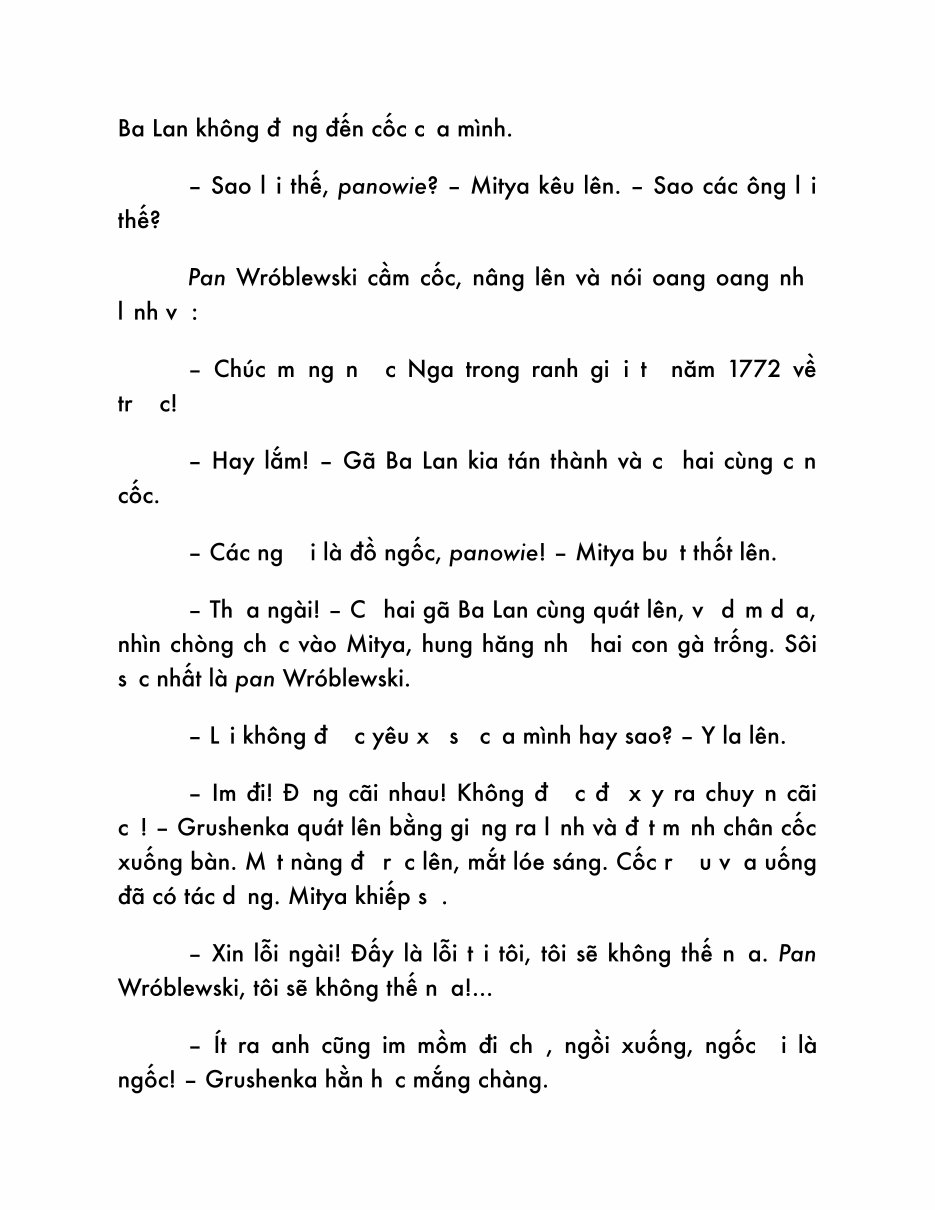 Ba Lan không đ ng đến cốc c a mình.
– Sao l i thế, panowie? – Mitya kêu lên. – Sao các ông l i
thế?
Pan Wróblewski cầm cốc, nâng lên và nói oang oang nh
l nh v :
– Chúc m ng n c Nga trong ranh gi i t năm 1772 về
tr c!
– Hay lắm! – Gã Ba Lan kia tán thành và c hai cùng c n
cốc.
– Các ng i là đồ ngốc, panowie! – Mitya bu t thốt lên.
– Th a ngài! – C hai gã Ba Lan cùng quát lên, v d m d a,
nhìn chòng ch c vào Mitya, hung hăng nh hai con gà trống. Sôi
s c nhất là pan Wróblewski.
– L i không đ c yêu x s c a mình hay sao? – Y la lên.
– Im đi! Đ ng cãi nhau! Không đ c đ x y ra chuy n cãi
c ! – Grushenka quát lên bằng gi ng ra l nh và đ t m nh chân cốc
xuống bàn. M t nàng đ r c lên, mắt lóe sáng. Cốc r u v a uống
đã có tác d ng. Mitya khiếp s .
– Xin lỗi ngài! Đấy là lỗi t i tôi, tôi sẽ không thế n a. Pan
Wróblewski, tôi sẽ không thế n a!...
– Ít ra anh cũng im mồm đi ch , ngồi xuống, ngốc i là
ngốc! – Grushenka hằn h c mắng chàng.